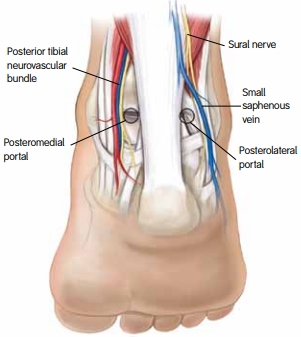 Posterior tibial
neurovascular
bundle
Posteromedial
portal
Sural nerve
Small
saphenous
vein
Posterolateral
portal